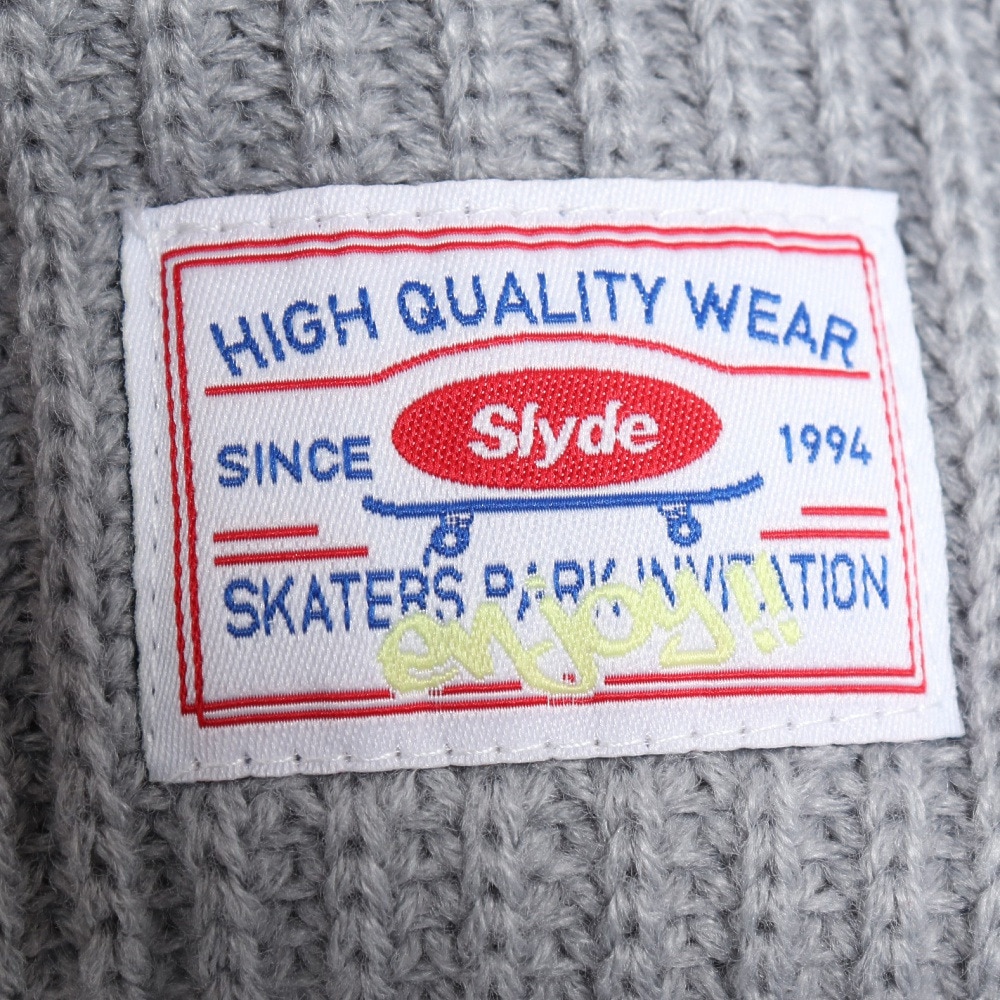 HIGH QUALITY WEAR
Slyde
SINCE 1994
SKATERS PARK INVITATION
enjoy!!